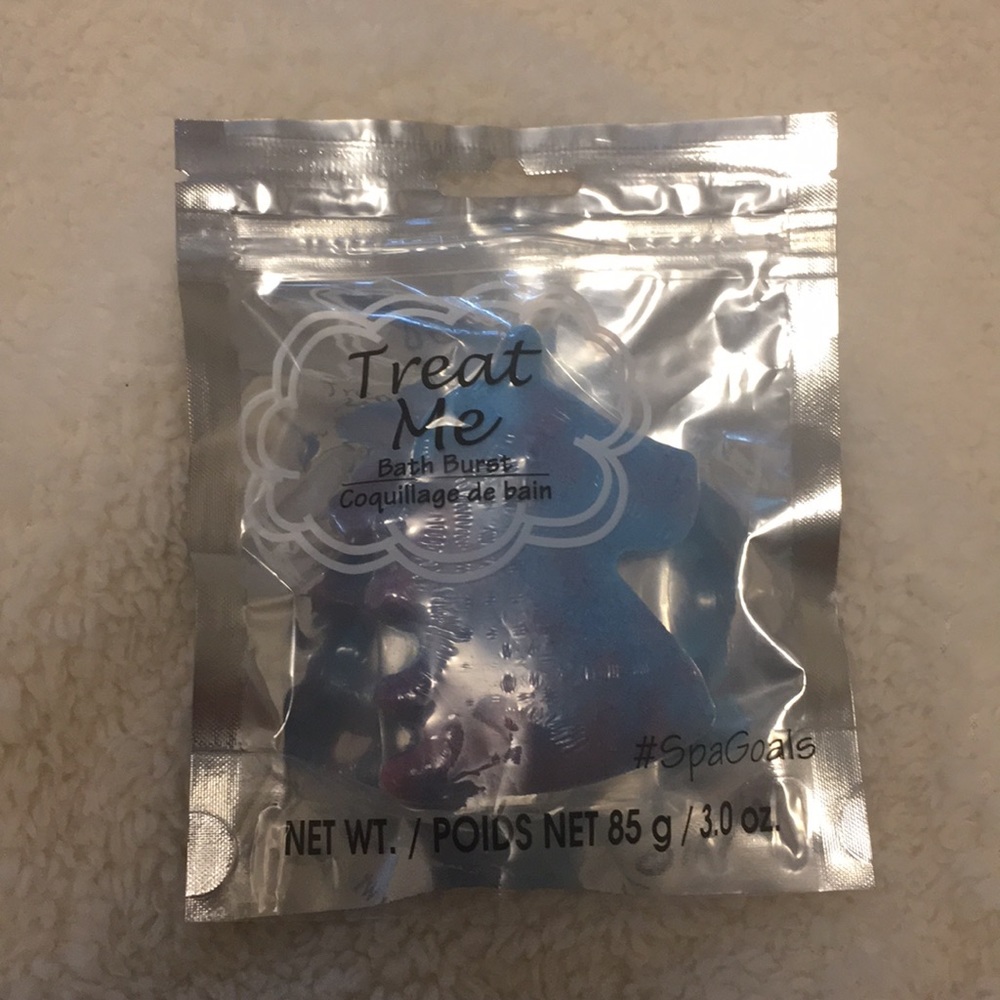 Treat
Me
Bath Burst
Coquillage de bain
#SpaGoals
NET WT. / POIDS NET 85 g / 3.0 oz.